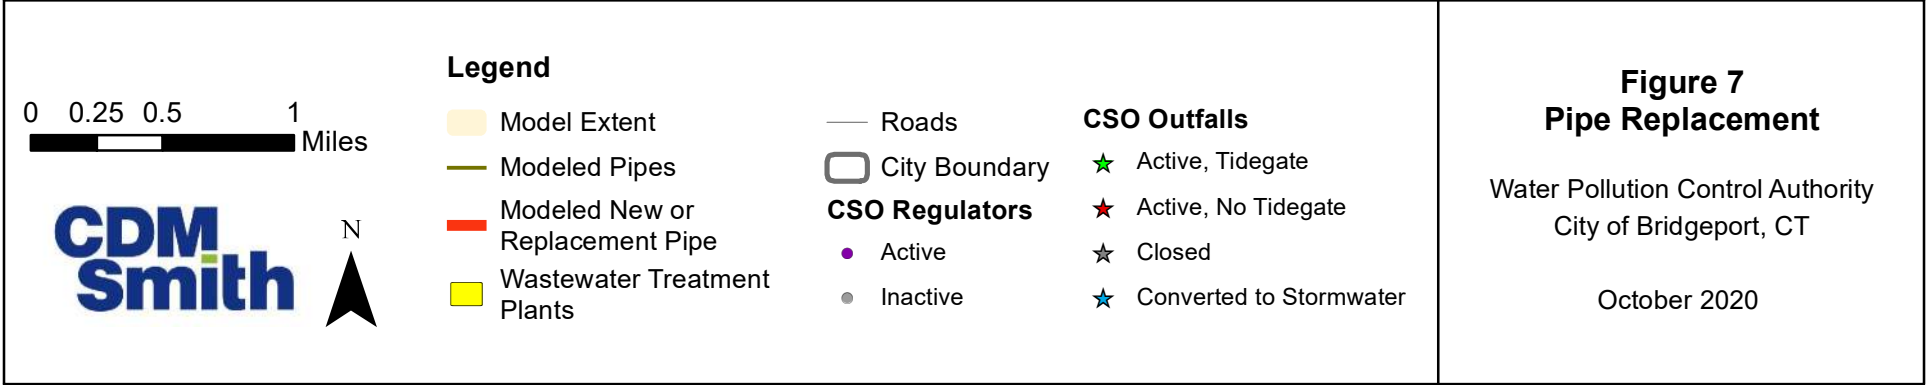 0 0.25 0.5 1
Miles
CDM
Smith
N
Legend
Model Extent
Modeled Pipes
Modeled New or
Replacement Pipe
Wastewater Treatment
Plants
Roads
City Boundary
CSO Regulators
Active
Inactive
CSO Outfalls
Active, Tidegate
Active, No Tidegate
Closed
Converted to Stormwater
Figure 7
Pipe Replacement
Water Pollution Control Authority
City of Bridgeport, CT
October 2020